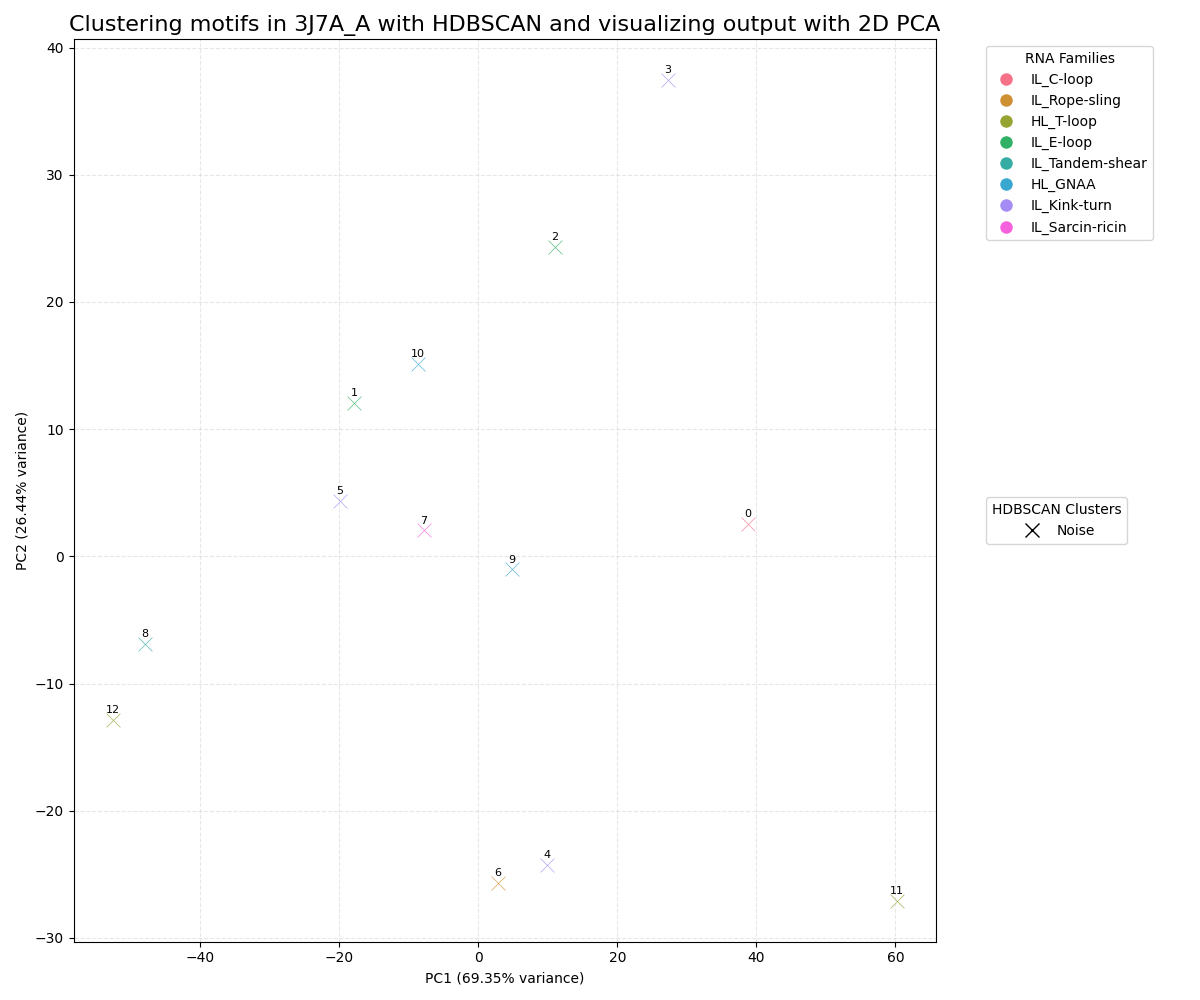 Clustering motifs in 3J7A_A with HDBSCAN and visualizing output with 2D PCA
40
30
20
10
0
−10
−20
−30
PC2 (26.44% variance)
3
2
10
1
5
7
0
9
8
12
4
6
11
−40
−20
0
20
40
60
PC1 (69.35% variance)
RNA Families
IL_C-loop
IL_Rope-sling
HL_T-loop
IL_E-loop
IL_Tandem-shear
HL_GNAA
IL_Kink-turn
IL_Sarcin-ricin
HDBSCAN Clusters
Noise